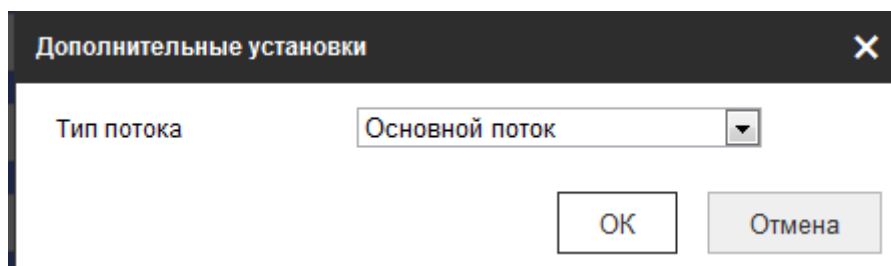 Дополнительные установки
Тип потока Основной поток
ОК Отмена